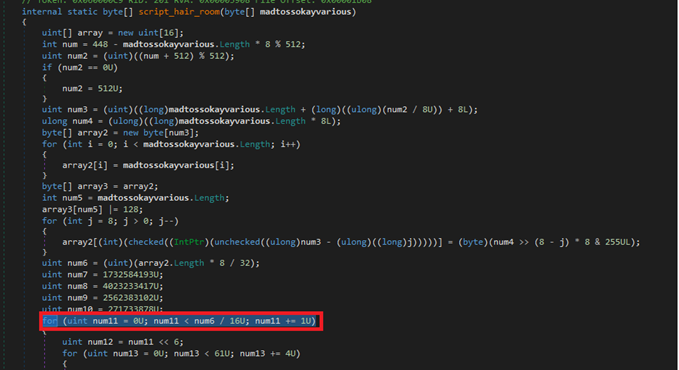 // Token: 0x060000C9 RID: 201 RVA: 0x00003908 File Offset: 0x00001B08
internal static byte[] script_hair_room(byte[] madtossokayvarious)
{
uint[] array = new uint[16];
int num = 448 - madtossokayvarious.Length * 8 % 512;
uint num2 = (uint)((num + 512) % 512);
if (num2 == 0U)
{
num2 = 512U;
}
uint num3 = (uint)((long)madtossokayvarious.Length + (long)((ulong)(num2 / 8U)) + 8L);
ulong num4 = (ulong)((long)madtossokayvarious.Length * 8L);
byte[] array2 = new byte[num3];
for (int i = 0; i < madtossokayvarious.Length; i++)
{
array2[i] = madtossokayvarious[i];
}
byte[] array3 = array2;
int num5 = madtossokayvarious.Length;
array3[num5] |= 128;
for (int j = 8; j > 0; j--)
{
array2[(int)(checked((IntPtr)(unchecked((ulong)num3 - (ulong)((long)j)))))] = (byte)(num4 >> (8 - j) * 8 & 255UL);
}
uint num6 = (uint)(array2.Length * 8 / 32);
uint num7 = 1732584193U;
uint num8 = 4023233417U;
uint num9 = 2562383102U;
uint num10 = 271733878U;
for (uint num11 = 0U; num11 < num6 / 16U; num11 += 1U)
{
uint num12 = num11 << 6;
for (uint num13 = 0U; num13 < 61U; num13 += 4U)
{